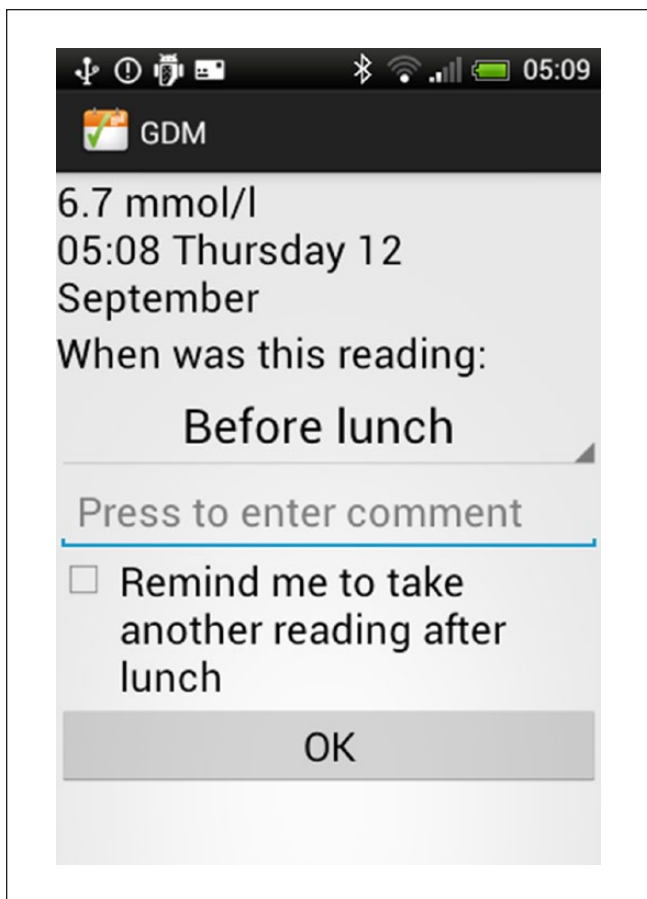 05:09
GDM
6.7 mmol/l
05:08 Thursday 12
September
When was this reading:
Before lunch
Press to enter comment
Remind me to take
another reading after
lunch
OK